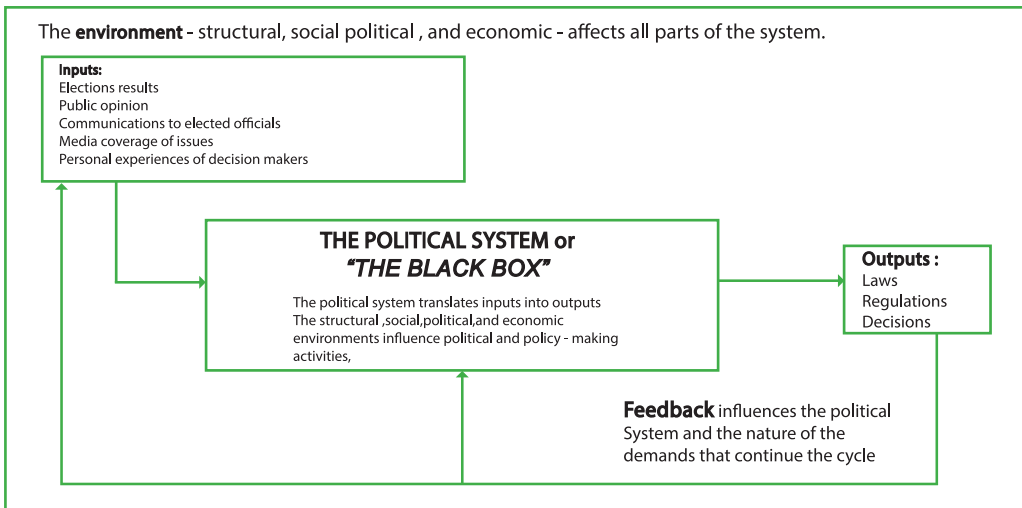 The environment - structural, social political , and economic - affects all parts of the system.
Inputs:
Elections results
Public opinion
Communications to elected officials
Media coverage of issues
Personal experiences of decision makers
THE POLITICAL SYSTEM or
“THE BLACK BOX”
The political system translates inputs into outputs
The structural ,social,political,and economic
environments influence political and policy - making
activities,
Outputs :
Laws
Regulations
Decisions
Feedback influences the political
System and the nature of the
demands that continue the cycle